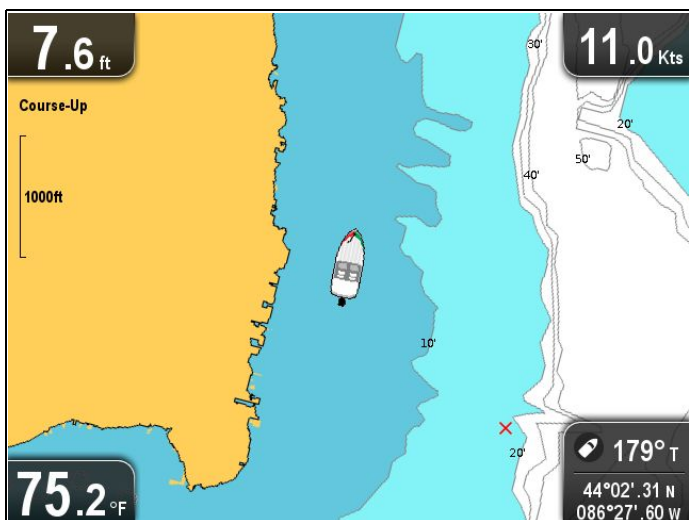 7.6 ft
11.0 Kts
30'
20'
Course-Up
50'
40'
1000ft
10'
20'
179° T
75.2 °F
44°02'.31 N
086°27'.60 W